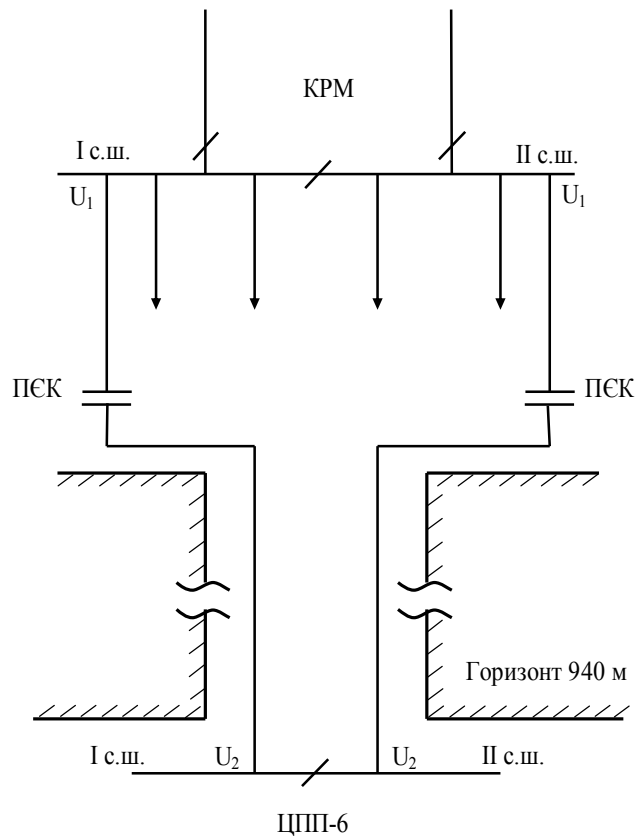 КРМ
I с.ш.
II с.ш.
U₁
U₁
ПЄК
ПЄК
Горизонт 940 м
I с.ш.
U₂
U₂
II с.ш.
ЦПП-6